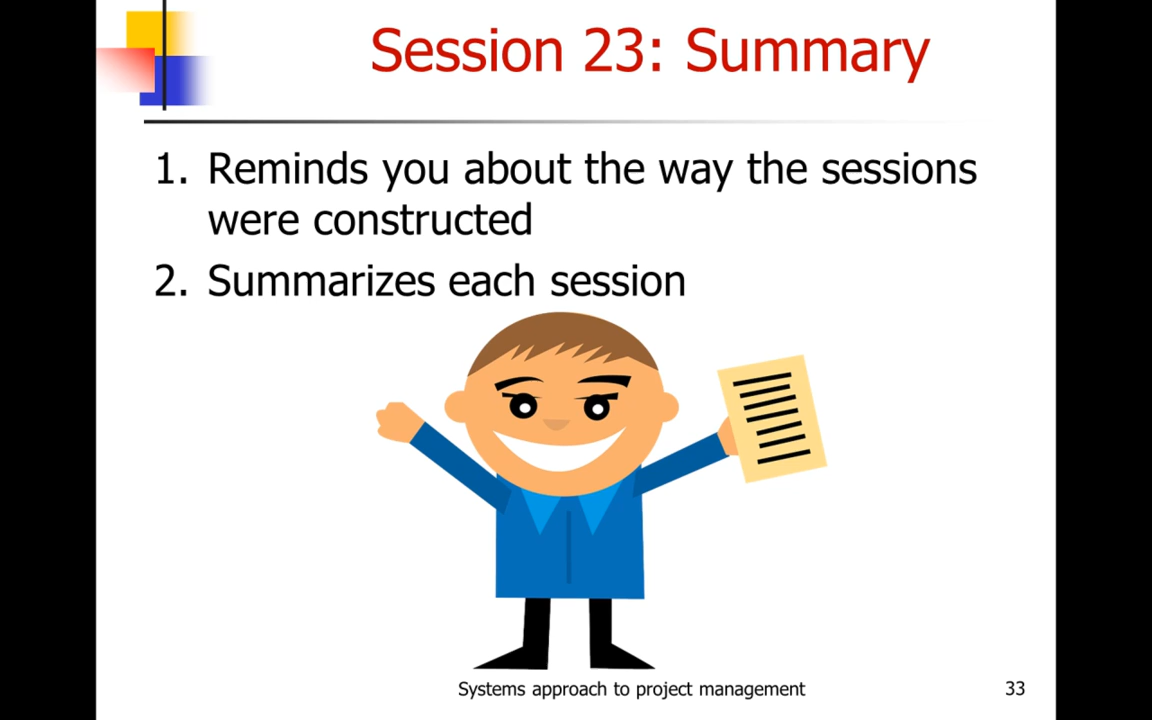 Session 23: Summary
1. Reminds you about the way the sessions
were constructed
2. Summarizes each session
Systems approach to project management
33